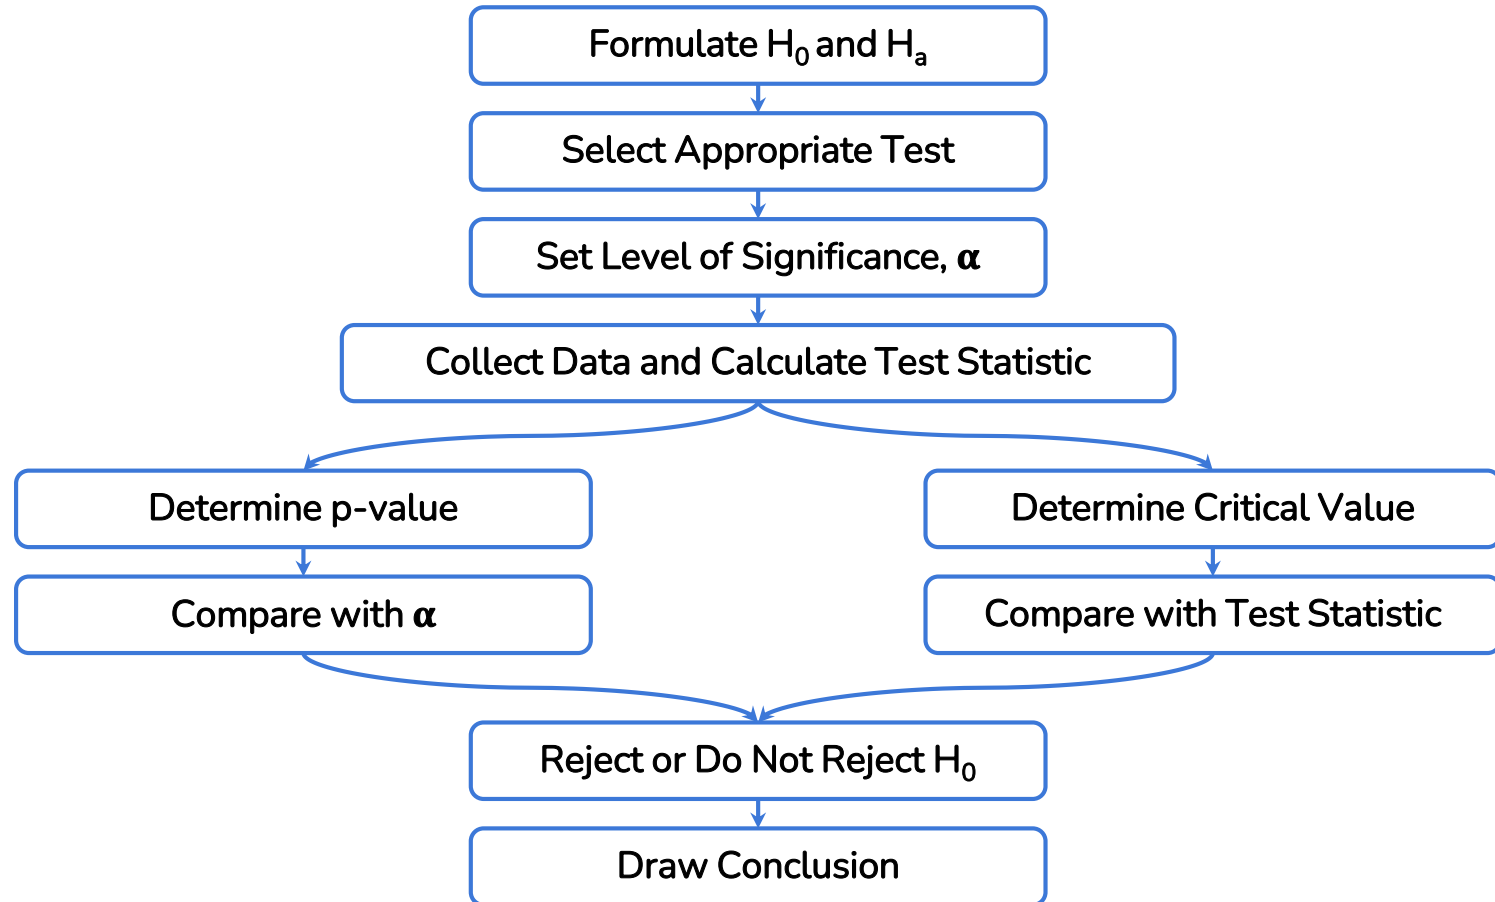 Formulate H₀ and Hₐ
Select Appropriate Test
Set Level of Significance, α
Collect Data and Calculate Test Statistic
Determine p-value
Compare with α
Determine Critical Value
Compare with Test Statistic
Reject or Do Not Reject H₀
Draw Conclusion